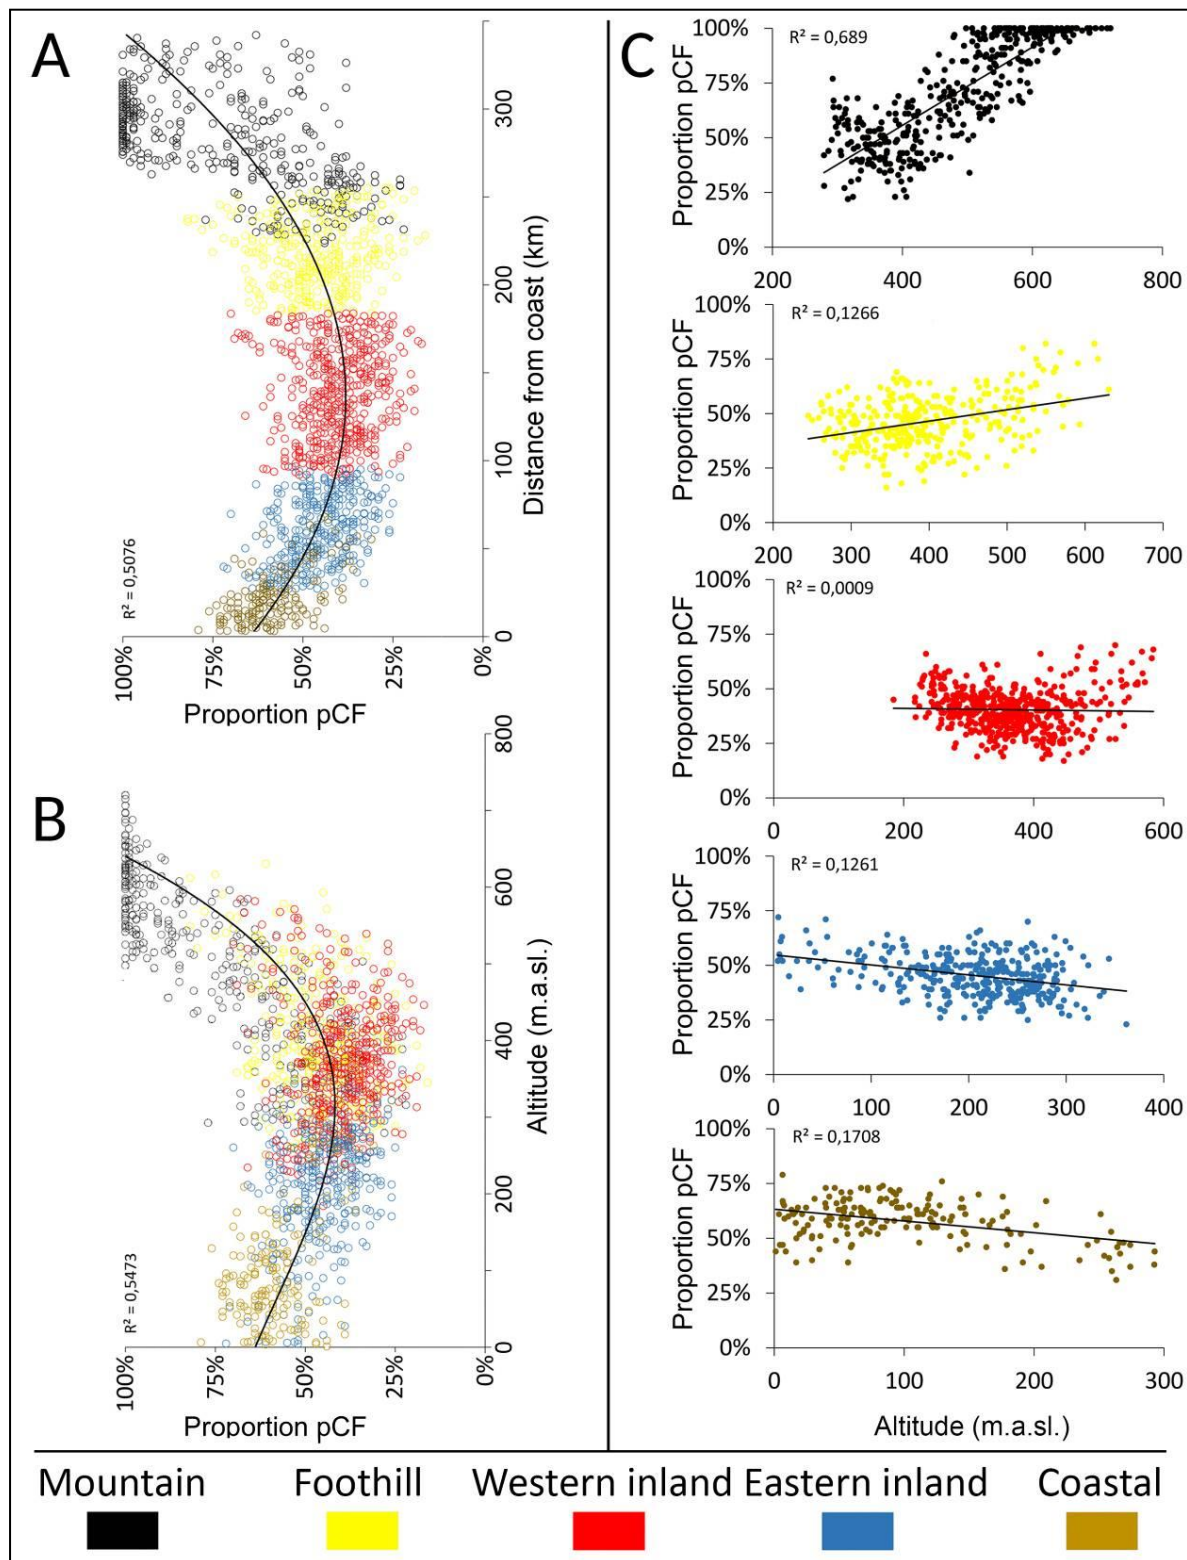 A
100%
75%
50%
25%
0%
Proportion pCF
0
100
200
300
Distance from coast (km)
R² = 0,5076
B
100%
75%
50%
25%
0%
Proportion pCF
0
200
400
600
800
Altitude (m.a.sl.)
R² = 0,5473
C
R² = 0,689
100%
75%
50%
25%
0%
Proportion pCF
200 400 600 800
R² = 0,1266
100%
75%
50%
25%
0%
Proportion pCF
200 300 400 500 600 700
R² = 0,0009
100%
75%
50%
25%
0%
Proportion pCF
0 200 400 600
R² = 0,1261
100%
75%
50%
25%
0%
Proportion pCF
0 100 200 300 400
R² = 0,1708
100%
75%
50%
25%
0%
Proportion pCF
0 100 200 300
Altitude (m.a.sl.)
Mountain Foothill Western inland Eastern inland Coastal